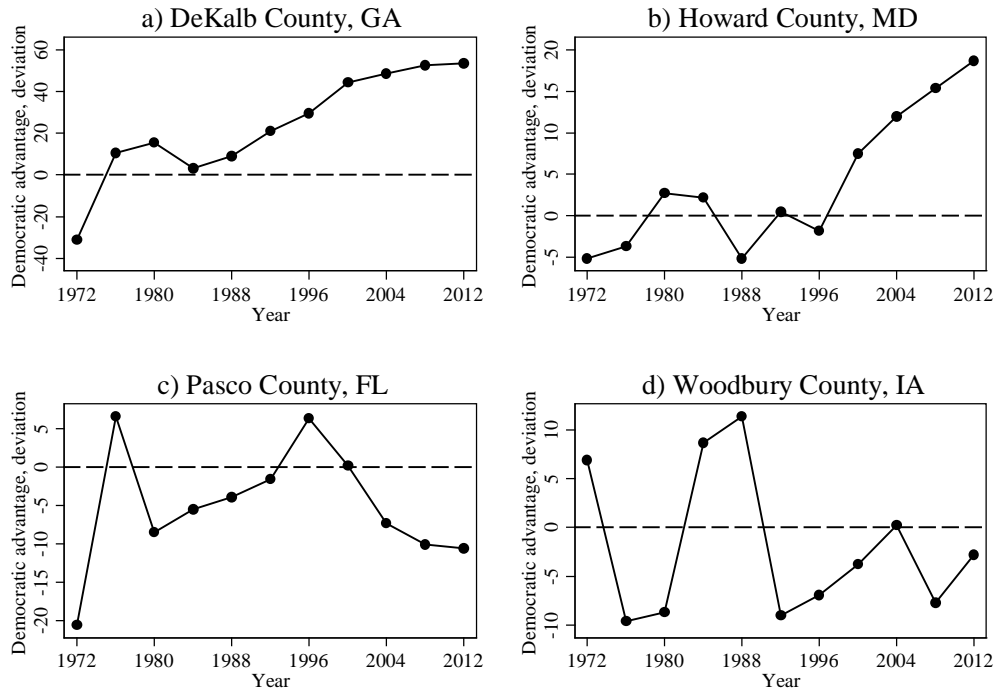 a) DeKalb County, GA
Democratic advantage, deviation
60
40
20
0
-20
-40
1972 1980 1988 1996 2004 2012
Year
b) Howard County, MD
Democratic advantage, deviation
20
15
10
5
0
-5
1972 1980 1988 1996 2004 2012
Year
c) Pasco County, FL
Democratic advantage, deviation
5
0
-5
-10
-15
-20
1972 1980 1988 1996 2004 2012
Year
d) Woodbury County, IA
Democratic advantage, deviation
10
5
0
-5
-10
1972 1980 1988 1996 2004 2012
Year